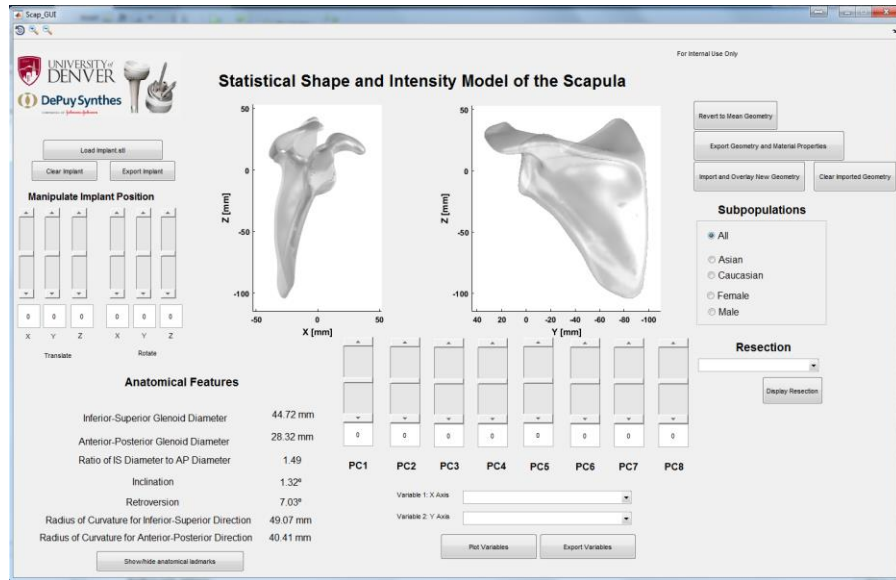 Scap_GUI
For Internal Use Only
UNIVERSITY of
DENVER
DePuy Synthes
COMPANIES OF Johnson-Johnson
Statistical Shape and Intensity Model of the Scapula
Load Implant.stl
Clear Implant
Export Implant
Manipulate Implant Position
0 0 0 0 0 0
X Y Z X Y Z
Translate Rotate
50
0
-50
-100
Z [mm]
-50 0 50
X [mm]
50
0
-50
-100
Z [mm]
40 20 0 -20 -40 -60 -80 -100
Y [mm]
Revert to Mean Geometry
Export Geometry and Material Properties
Import and Overlay New Geometry
Clear Imported Geometry
Subpopulations
All
Asian
Caucasian
Female
Male
Resection
Display Resection
Anatomical Features
Inferior-Superior Glenoid Diameter 44.72 mm
Anterior-Posterior Glenoid Diameter 28.32 mm
Ratio of IS Diameter to AP Diameter 1.49
Inclination 1.32º
Retroversion 7.03º
Radius of Curvature for Inferior-Superior Direction 49.07 mm
Radius of Curvature for Anterior-Posterior Direction 40.41 mm
Show/hide anatomical ladmarks
0 0 0 0 0 0 0 0
PC1 PC2 PC3 PC4 PC5 PC6 PC7 PC8
Variable 1: X Axis
Variable 2: Y Axis
Plot Variables
Export Variables